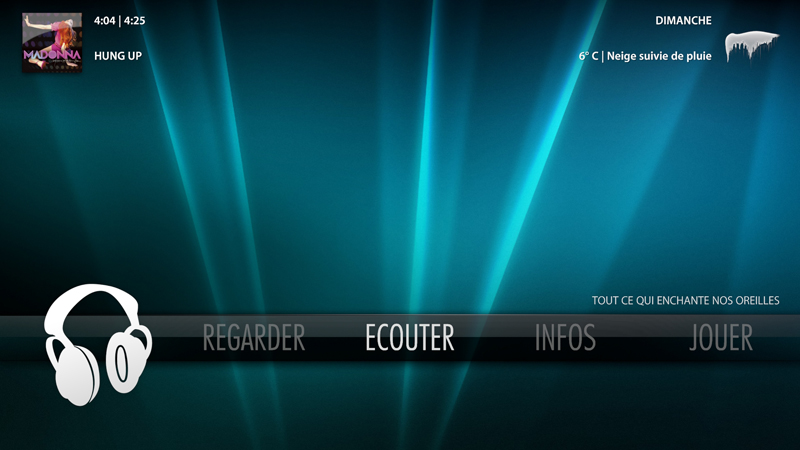 4:04 | 4:25
MADONNA
HUNG UP
DIMANCHE
6° C | Neige suivie de pluie
TOUT CE QUI ENCHANTE NOS OREILLES
REGARDER ECOUTER INFOS JOUER